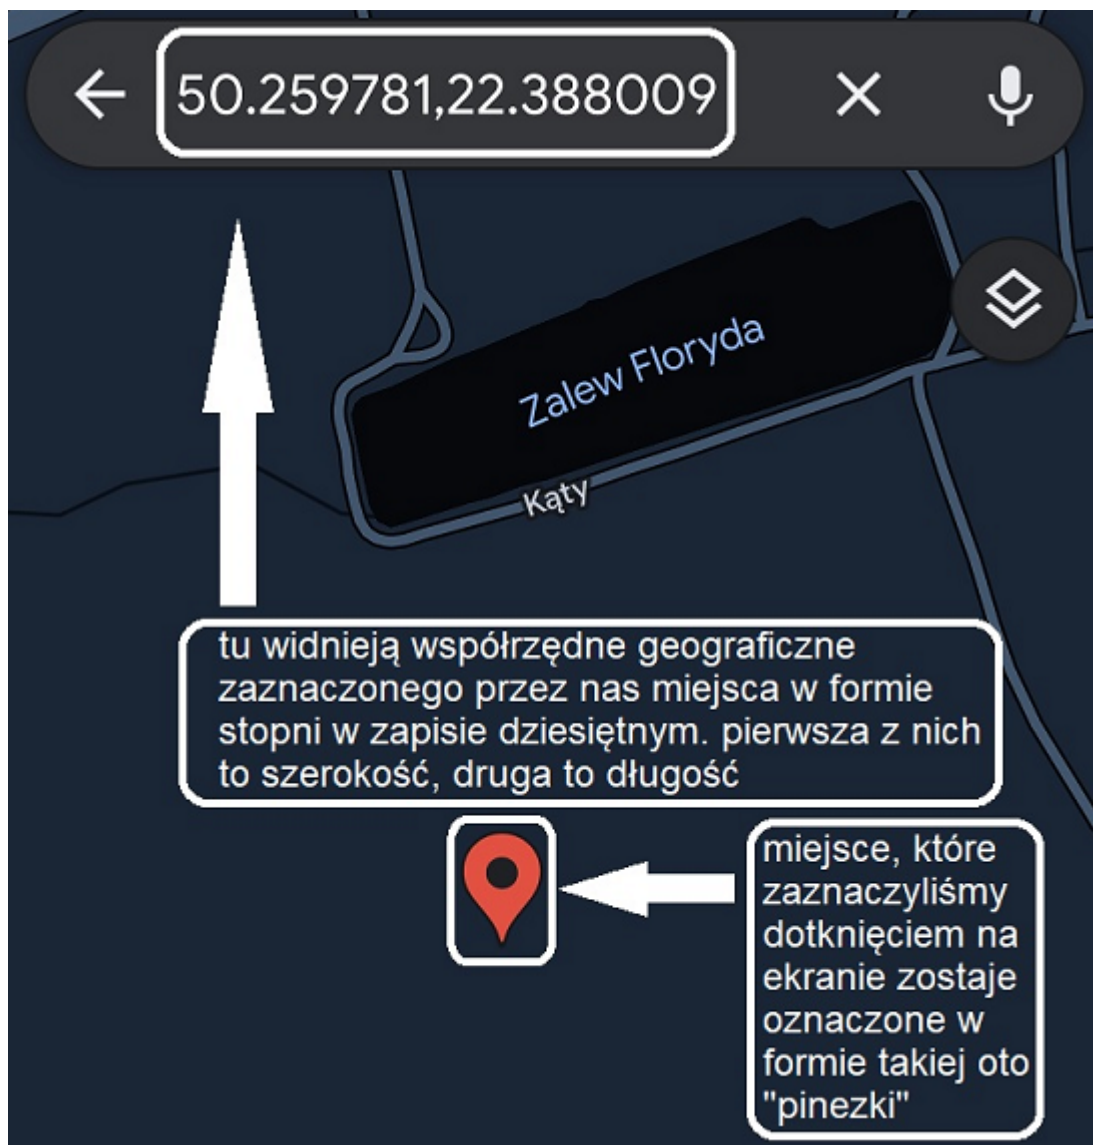 50.259781,22.388009
Zalew Floryda
Kąty
tu widnieją współrzędne geograficzne
zaznaczonego przez nas miejsca w formie
stopni w zapisie dziesiętnym. pierwsza z nich
to szerokość, druga to długość
miejsce, które
zaznaczyliśmy
dotknięciem na
ekranie zostaje
oznaczone w
formie takiej oto
"pinezki"